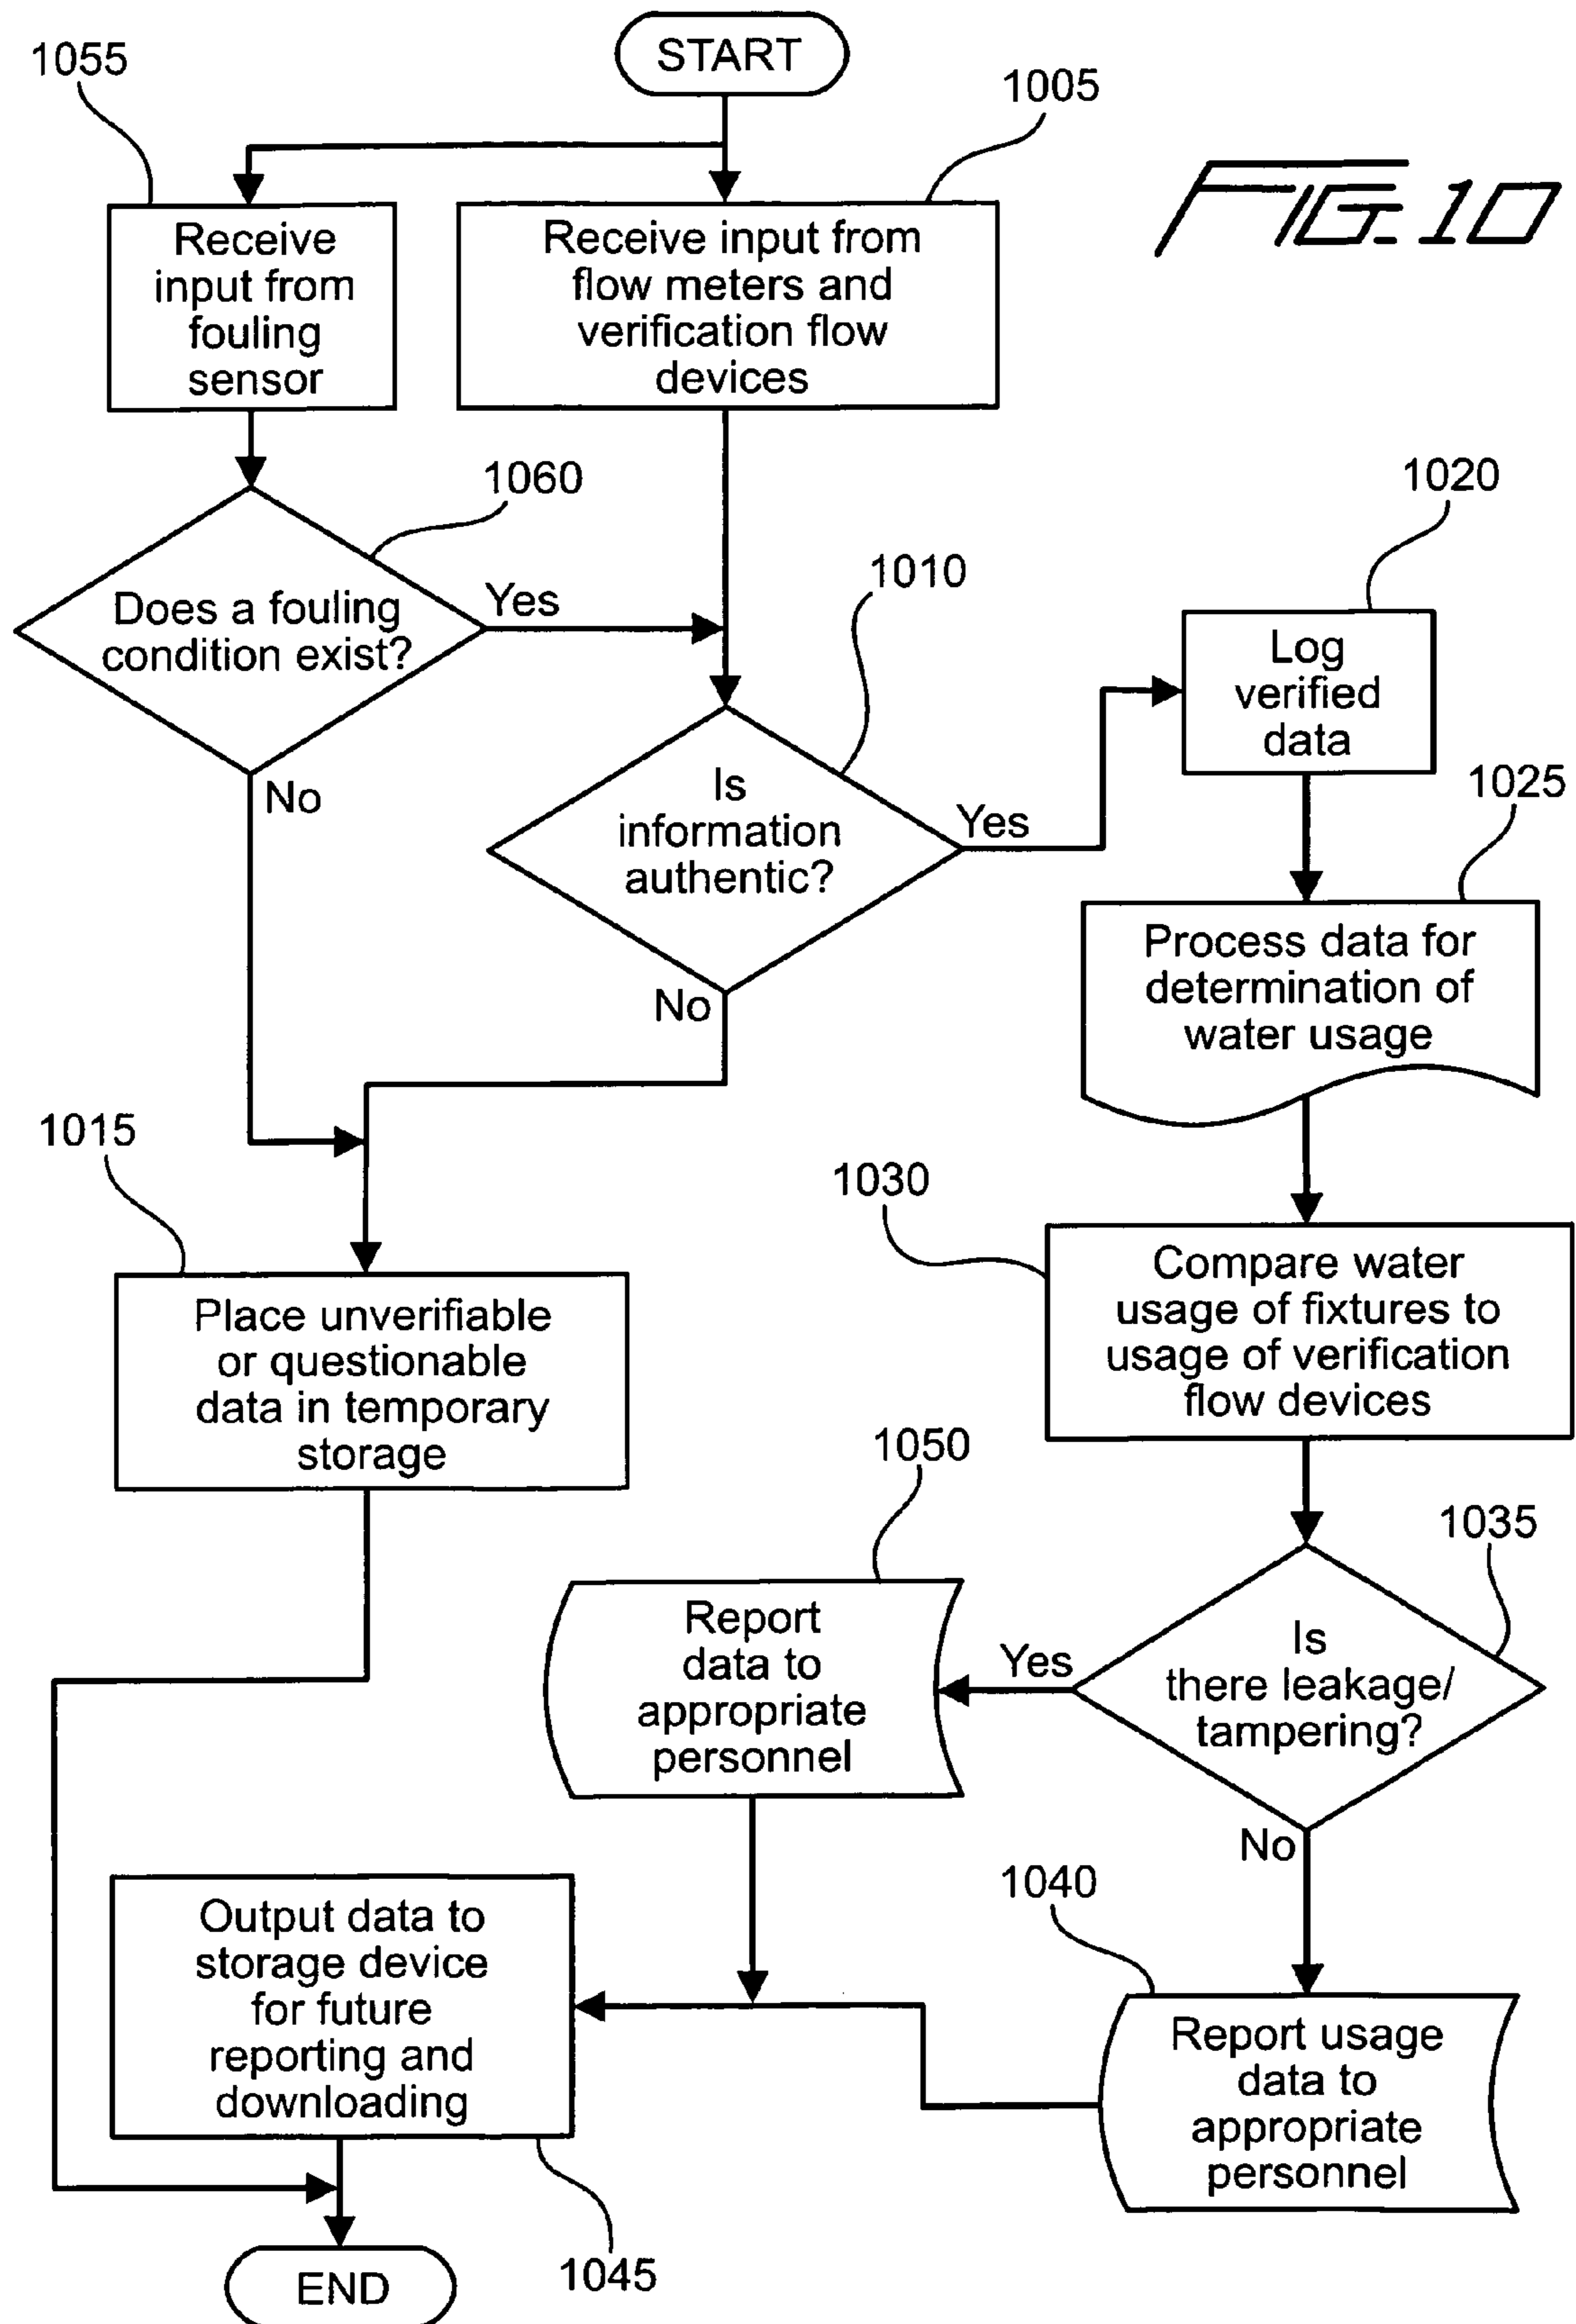 START
1055
1005
FIG. 10
Receive
input from
fouling
sensor
Receive input from
flow meters and
verification flow
devices
1060
1020
1010
Does a fouling
condition exist?
Yes
Log
verified
data
No
Is
information
authentic?
Yes
1025
Process data for
determination of
water usage
No
1015
1030
Place unverifiable
or questionable
data in temporary
storage
Compare water
usage of fixtures to
usage of verification
flow devices
1050
1035
Report
data to
appropriate
personnel
Yes
Is
there leakage/
tampering?
No
1040
Output data to
storage device
for future
reporting and
downloading
Report usage
data to
appropriate
personnel
1045
END